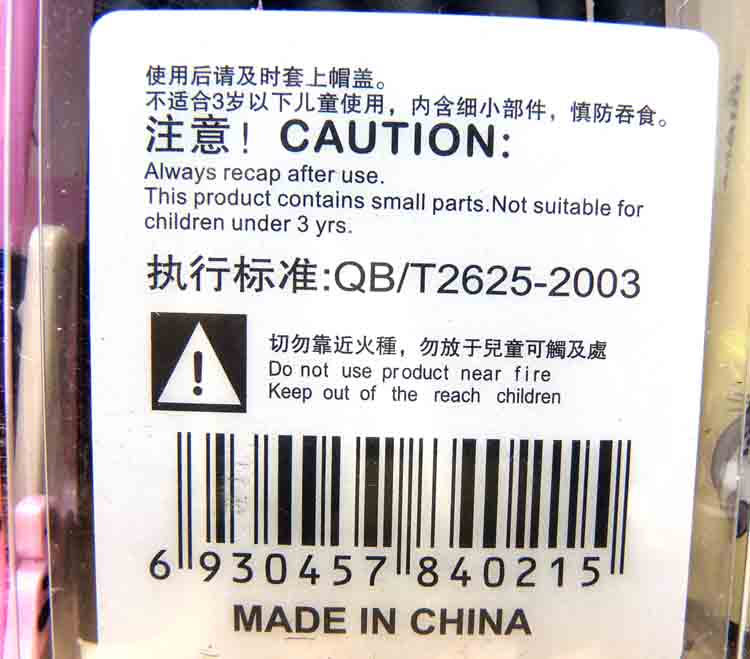 使用后请及时套上帽盖。
不适合3岁以下儿童使用，内含细小部件，慎防吞食。
注意！CAUTION:
Always recap after use.
This product contains small parts.Not suitable for
children under 3 yrs.
执行标准:QB/T2625-2003
切勿靠近火種，勿放于兒童可觸及處
Do not use product near fire
Keep out of the reach children
6 930457 840215
MADE IN CHINA